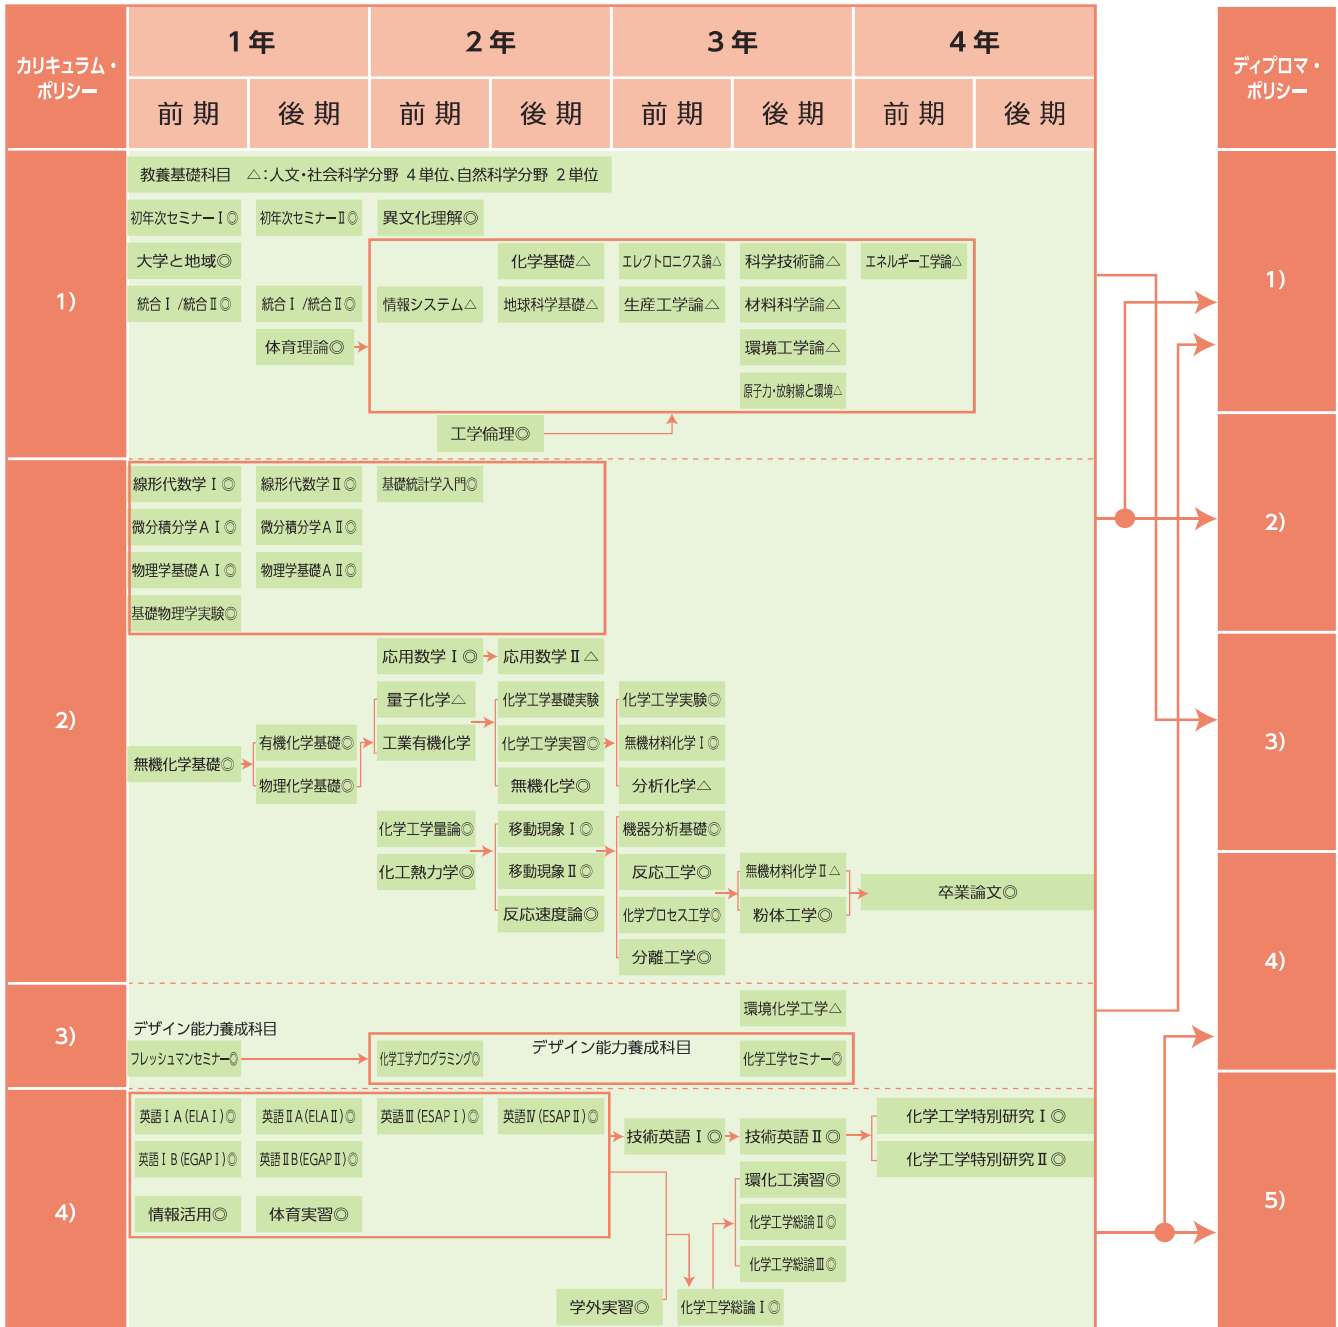 カリキュラム・
ポリシー
1年
2年
3年
4年
前期
後期
前期
後期
前期
後期
前期
後期
ディプロマ・
ポリシー
1)
教養基礎科目　△：人文・社会科学分野 4単位、自然科学分野 2単位
初年次セミナーⅠ◎
初年次セミナーⅡ◎
異文化理解◎
大学と地域◎
化学基礎△
エレクトロニクス論△
科学技術論△
エネルギー工学論△
統合Ⅰ/統合Ⅱ◎
統合Ⅰ/統合Ⅱ◎
情報システム△
地球科学基礎△
生産工学論△
材料科学論△
体育理論◎
環境工学論△
原子力・放射線と環境△
工学倫理◎
2)
線形代数学Ⅰ◎
線形代数学Ⅱ◎
基礎統計学入門◎
微分積分学AⅠ◎
微分積分学AⅡ◎
物理学基礎AⅠ◎
物理学基礎AⅡ◎
基礎物理学実験◎
応用数学Ⅰ◎
応用数学Ⅱ△
量子化学△
化学工学基礎実験
化学工学実験◎
無機化学基礎◎
有機化学基礎◎
工業有機化学
化学工学実習◎
無機材料化学Ⅰ◎
物理化学基礎◎
無機化学◎
分析化学△
化学工学量論◎
移動現象Ⅰ◎
機器分析基礎◎
化工熱力学◎
移動現象Ⅱ◎
反応工学◎
無機材料化学Ⅱ△
卒業論文◎
反応速度論◎
化学プロセス工学◎
粉体工学◎
分離工学◎
3)
環境化学工学△
デザイン能力養成科目
フレッシュマンセミナー◎
化学工学プログラミング◎
デザイン能力養成科目
化学工学セミナー◎
4)
英語ⅠA(ELAⅠ)◎
英語ⅡA(ELAⅡ)◎
英語Ⅲ(ESAPⅠ)◎
英語Ⅳ(ESAPⅡ)◎
技術英語Ⅰ◎
技術英語Ⅱ◎
化学工学特別研究Ⅰ◎
英語ⅠB(EGAPⅠ)◎
英語ⅡB(EGAPⅡ)◎
化学工学特別研究Ⅱ◎
環化工演習◎
情報活用◎
体育実習◎
化学工学総論Ⅱ◎
化学工学総論Ⅲ◎
学外実習◎
化学工学総論Ⅰ◎
1)
2)
3)
4)
5)